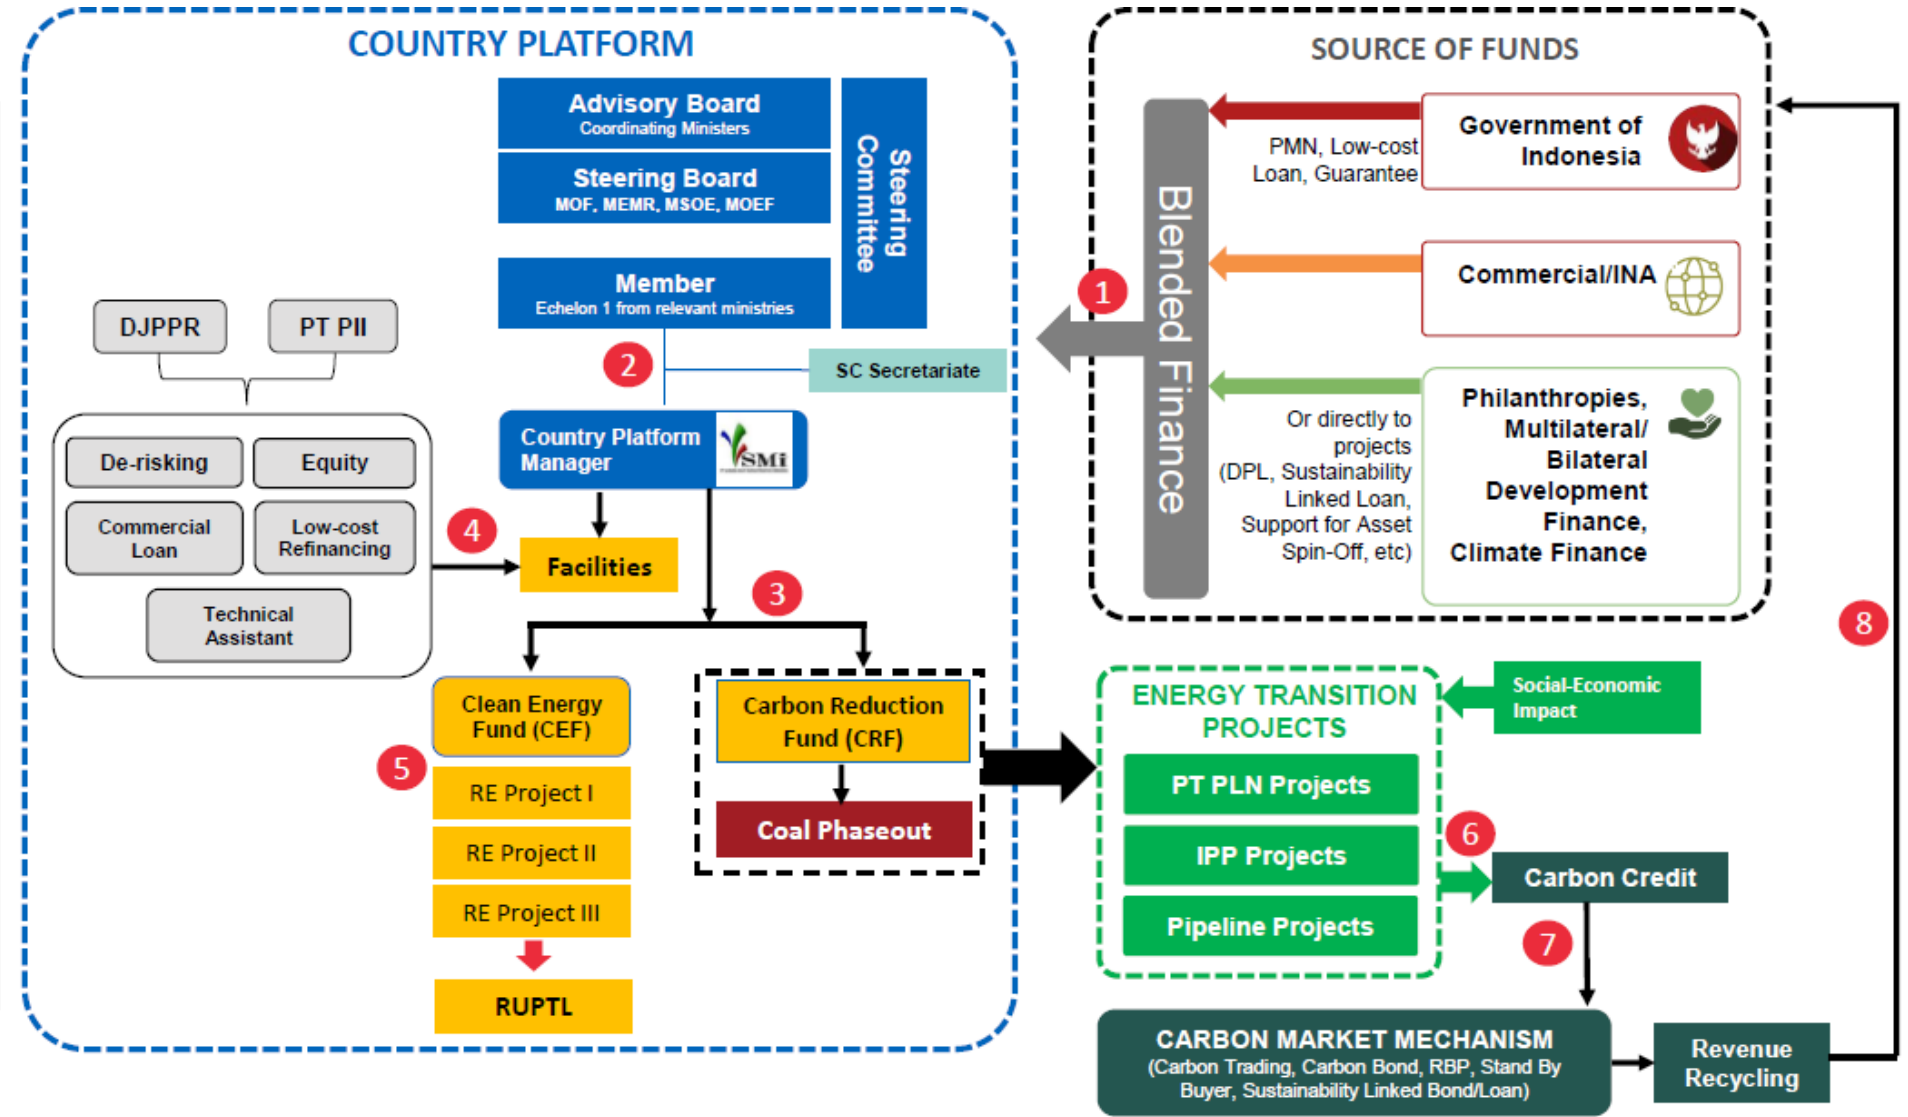 COUNTRY PLATFORM
Advisory Board
Coordinating Ministers
Steering Board
MOF, MEMR, MSOE, MOEF
Steering
Committee
Member
Echelon 1 from relevant ministries
2
SC Secretariate
DJPPR
PT PII
De-risking
Equity
Commercial
Loan
Low-cost
Refinancing
Technical
Assistant
4
Country Platform
Manager
SMi
Facilities
3
Clean Energy
Fund (CEF)
5
RE Project I
RE Project II
RE Project III
RUPTL
Carbon Reduction
Fund (CRF)
Coal Phaseout
SOURCE OF FUNDS
1
Blended Finance
Government of
Indonesia
PMN, Low-cost
Loan, Guarantee
Commercial/INA
Philanthropies,
Multilateral/
Bilateral
Development
Finance,
Climate Finance
Or directly to
projects
(DPL, Sustainability
Linked Loan,
Support for Asset
Spin-Off, etc)
8
ENERGY TRANSITION
PROJECTS
Social-Economic
Impact
PT PLN Projects
IPP Projects
Pipeline Projects
6
Carbon Credit
7
CARBON MARKET MECHANISM
(Carbon Trading, Carbon Bond, RBP, Stand By
Buyer, Sustainability Linked Bond/Loan)
Revenue
Recycling